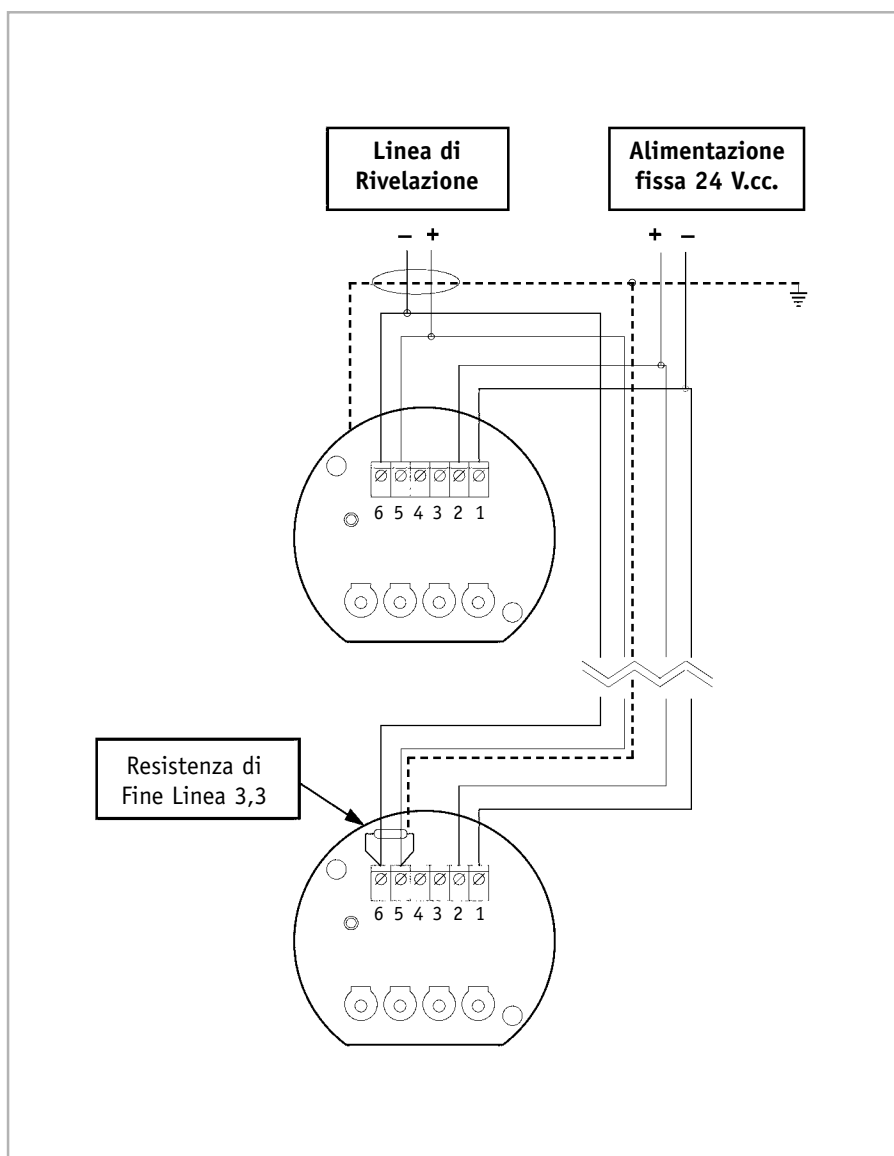 Linea di
Rivelazione
Alimentazione
fissa 24 V.cc.
– +
+ –
6 5 4 3 2 1
Resistenza di
Fine Linea 3,3
6 5 4 3 2 1